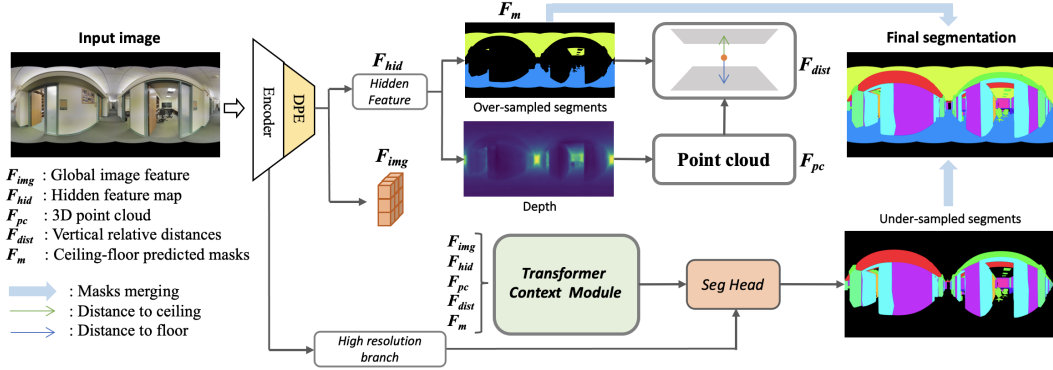 Input image
F_img : Global image feature
F_hid : Hidden feature map
F_pc : 3D point cloud
F_dist : Vertical relative distances
F_m : Ceiling-floor predicted masks
: Masks merging
: Distance to ceiling
: Distance to floor
Encoder
DPE
F_hid
Hidden
Feature
F_img
F_m
Over-sampled segments
Depth
F_dist
Point cloud
F_pc
Final segmentation
Under-sampled segments
F_img
F_hid
F_pc
F_dist
F_m
Transformer
Context Module
Seg Head
High resolution
branch